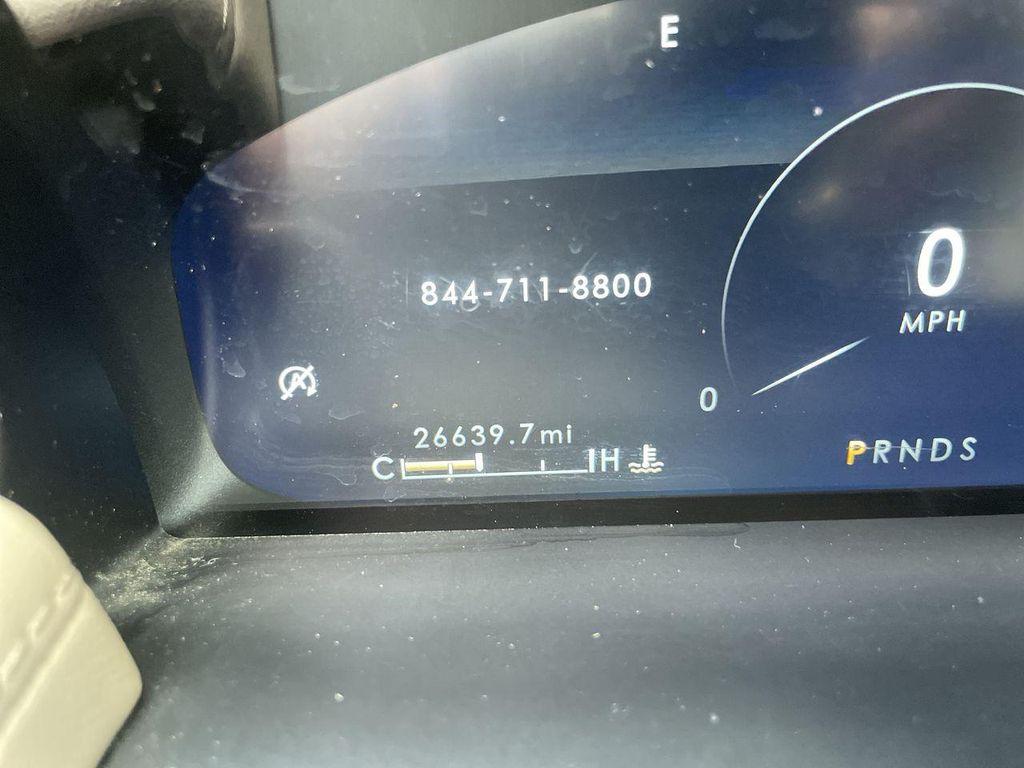 E
844-711-8800
0
MPH
A
0
26639.7mi
C H
PRNDS